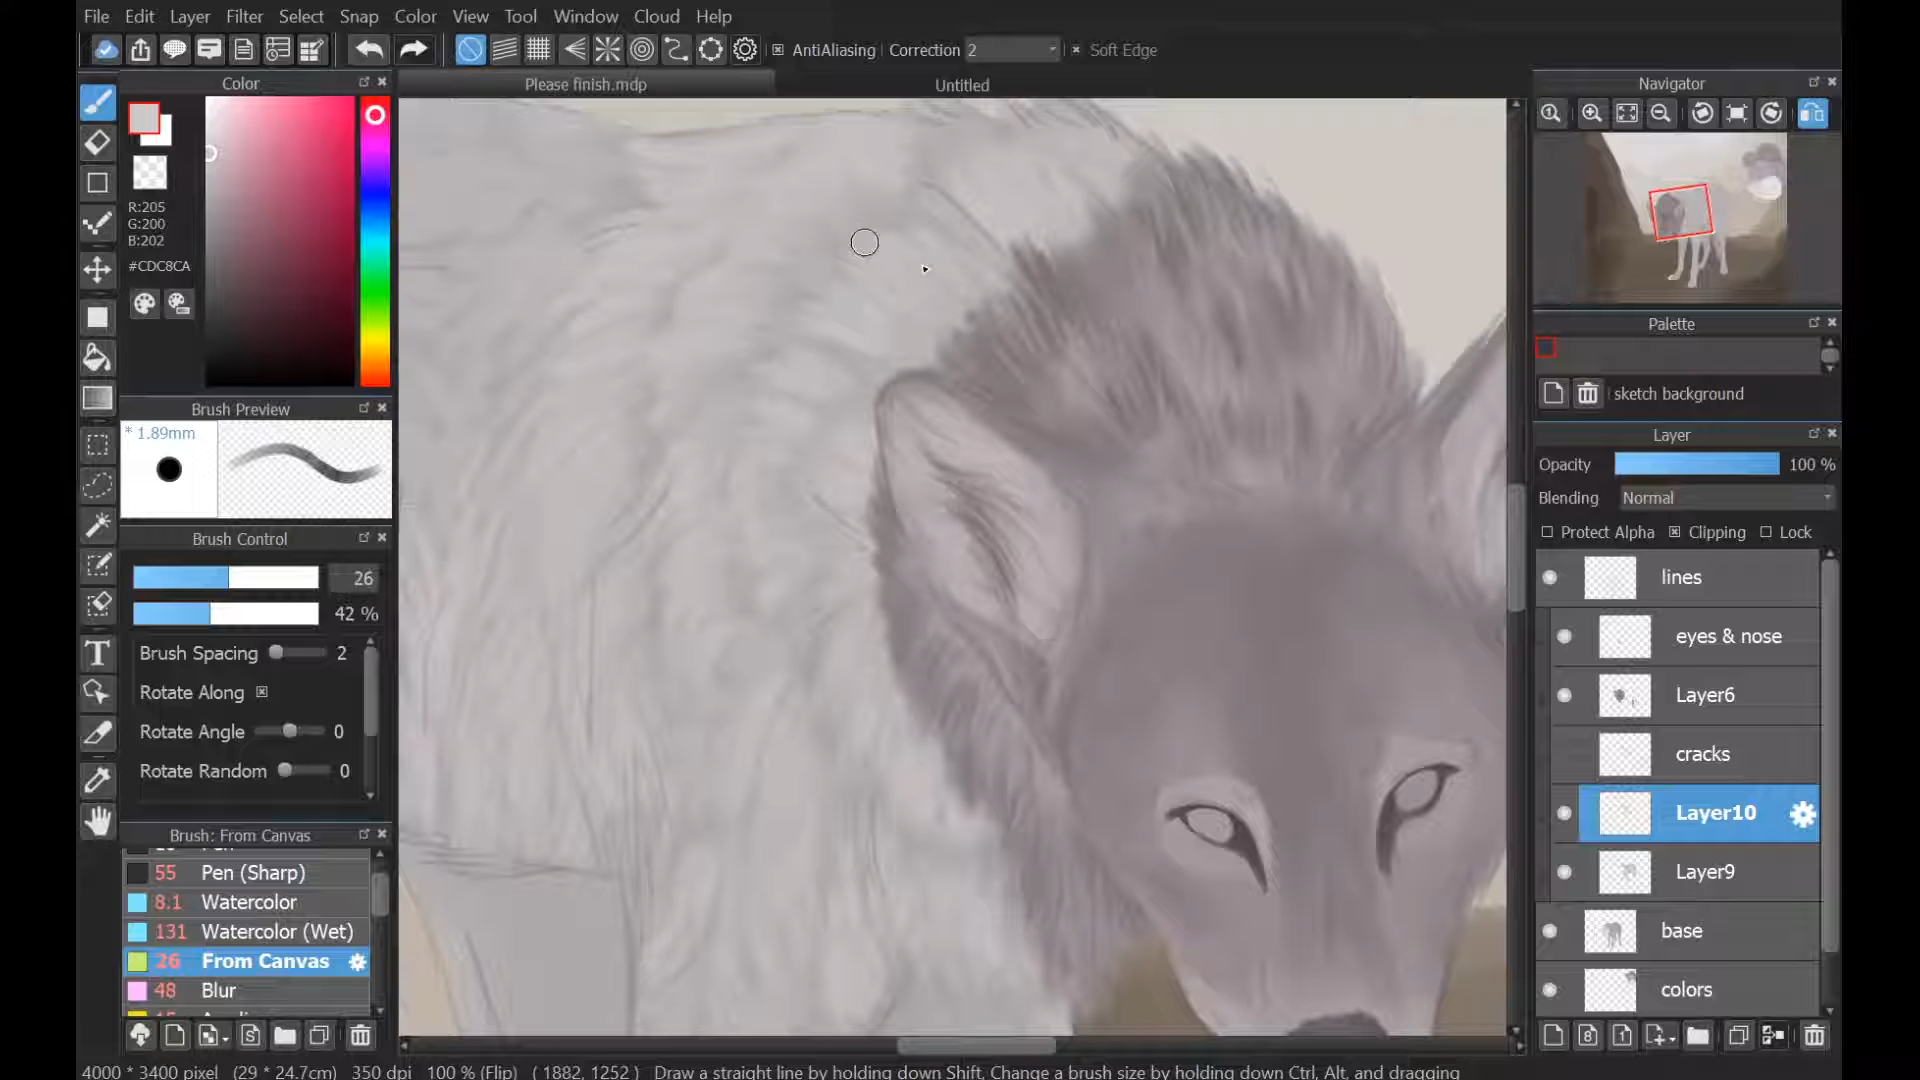 File Edit Layer Filter Select Snap Color View Tool Window Cloud Help
AntiAliasing Correction 2 Soft Edge
Color
Please finish.mdp Untitled
Navigator
R:205
G:200
B:202
#CDC8CA
Palette
sketch background
Brush Preview
* 1.89mm
Layer
Opacity 100 %
Blending Normal
Protect Alpha Clipping Lock
Brush Control
26
42 %
Brush Spacing 2
Rotate Along
Rotate Angle 0
Rotate Random 0
lines
eyes & nose
Layer6
cracks
Layer10
Layer9
base
colors
Brush: From Canvas
55 Pen (Sharp)
8.1 Watercolor
131 Watercolor (Wet)
26 From Canvas
48 Blur
4000 * 3400 pixel (29 * 24.7cm) 350 dpi 100 % (Flip) ( 1882, 1252 ) Draw a straight line by holding down Shift, Change a brush size by holding down Ctrl, Alt, and dragging